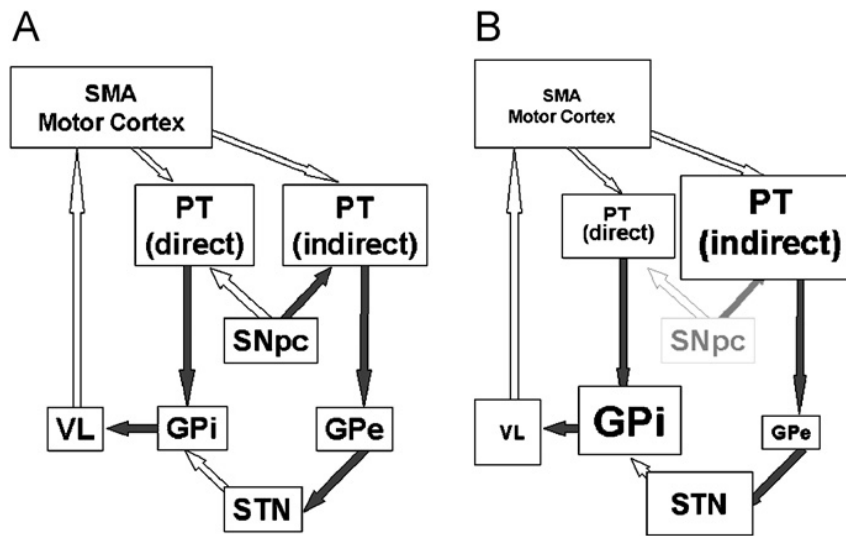 A
SMA
Motor Cortex
PT
(direct)
PT
(indirect)
SNpc
VL
GPi
GPe
STN
B
SMA
Motor Cortex
PT
(direct)
PT
(indirect)
SNpc
VL
GPi
GPe
STN